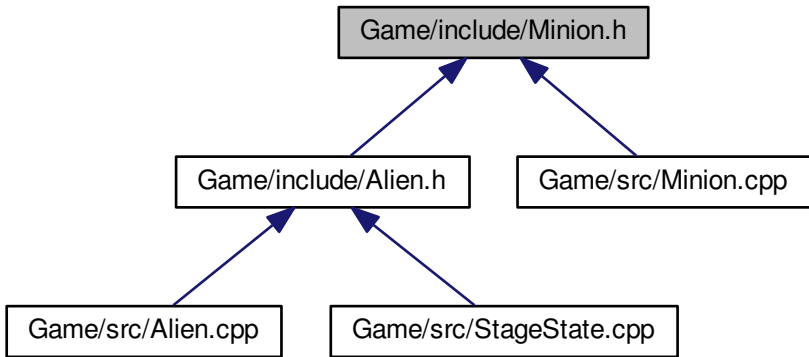 Game/include/Minion.h
Game/include/Alien.h
Game/src/Minion.cpp
Game/src/Alien.cpp
Game/src/StageState.cpp